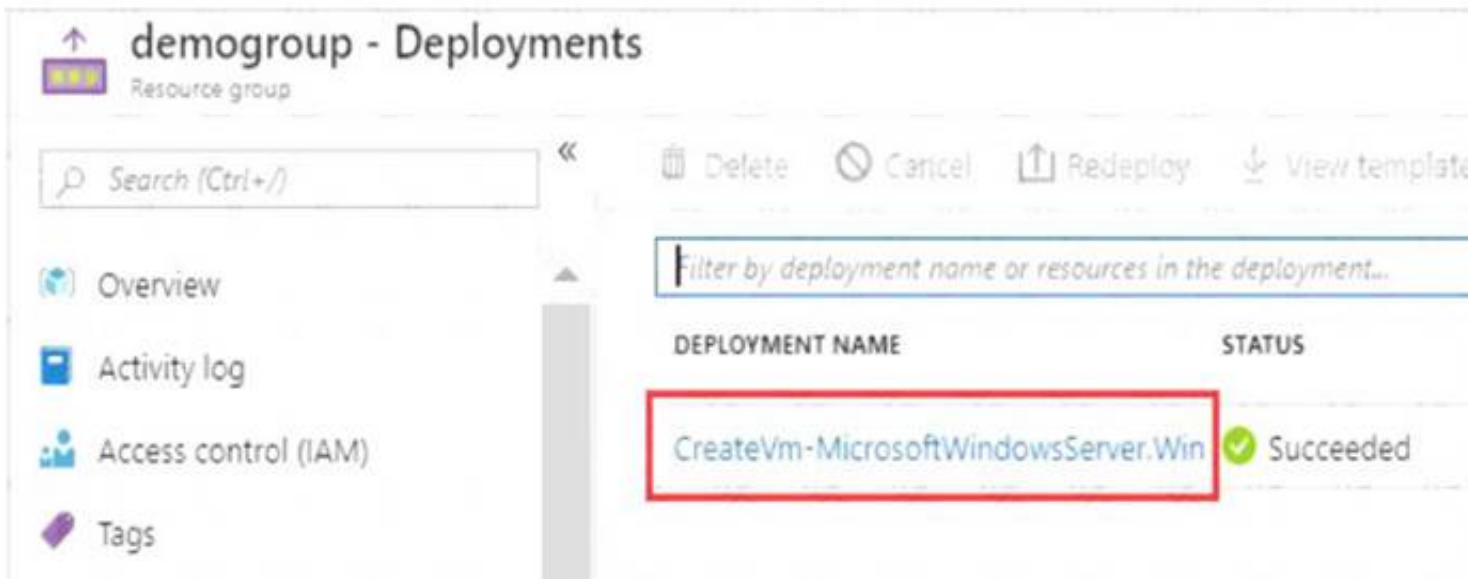 demogroup - Deployments
Resource group
Search (Ctrl+/)
«
Delete Cancel Redeploy View template
Overview
Filter by deployment name or resources in the deployment...
Activity log
DEPLOYMENT NAME STATUS
Access control (IAM)
CreateVm-MicrosoftWindowsServer.Win Succeeded
Tags